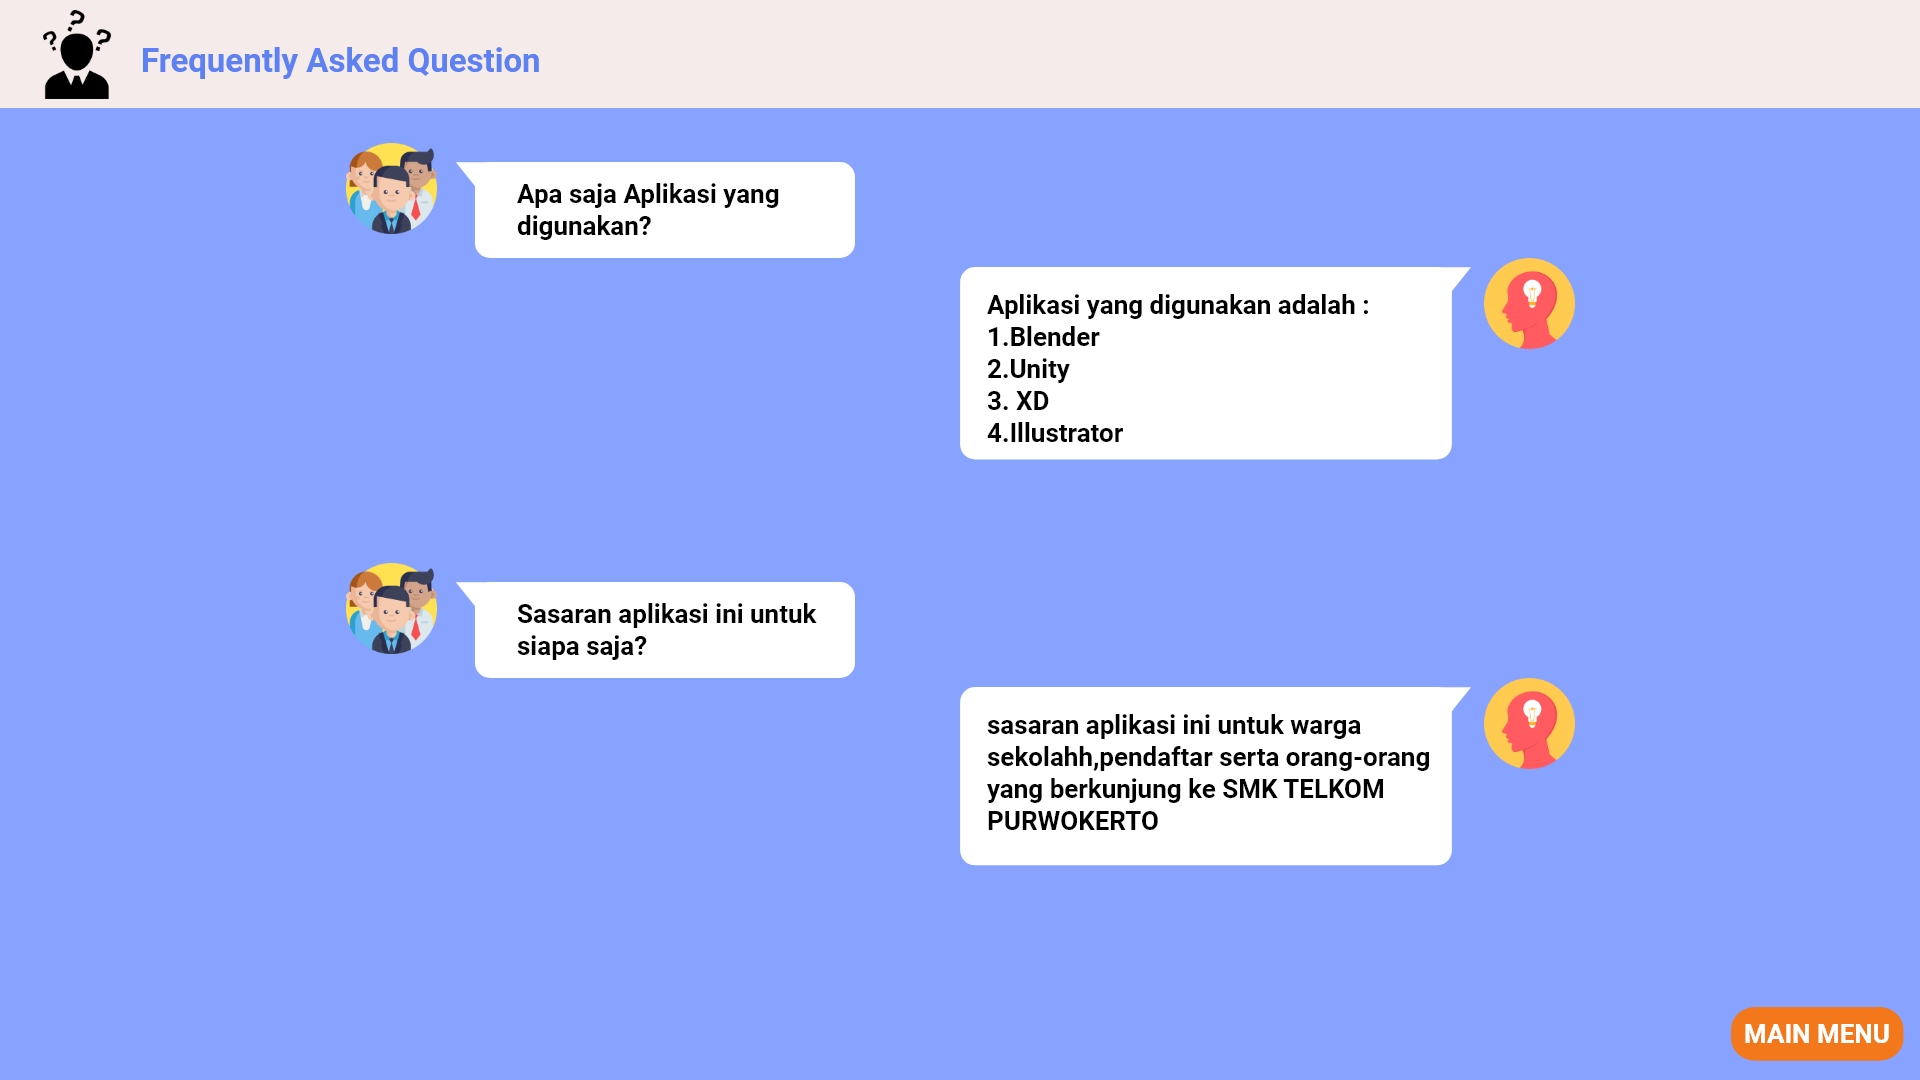 Frequently Asked Question
Apa saja Aplikasi yang
digunakan?
Aplikasi yang digunakan adalah :
1.Blender
2.Unity
3. XD
4.Illustrator
Sasaran aplikasi ini untuk
siapa saja?
sasaran aplikasi ini untuk warga
sekolahh,pendaftar serta orang-orang
yang berkunjung ke SMK TELKOM
PURWOKERTO
MAIN MENU